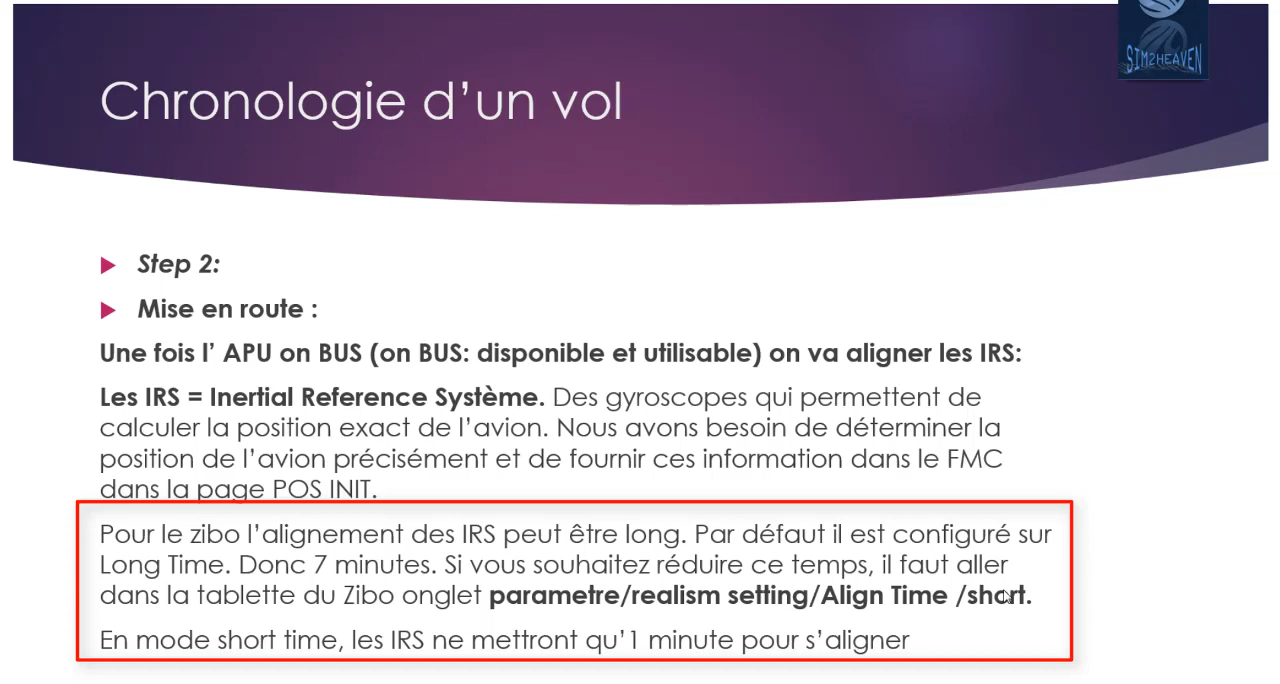 SIM2HEAVEN
Chronologie d'un vol
Step 2:
Mise en route :
Une fois l' APU on BUS (on BUS: disponible et utilisable) on va aligner les IRS:
Les IRS = Inertial Reference Système. Des gyroscopes qui permettent de
calculer la position exact de l'avion. Nous avons besoin de déterminer la
position de l'avion précisément et de fournir ces information dans le FMC
dans la page POS INIT.
Pour le zibo l'alignement des IRS peut être long. Par défaut il est configuré sur
Long Time. Donc 7 minutes. Si vous souhaitez réduire ce temps, il faut aller
dans la tablette du Zibo onglet parametre/realism setting/Align Time /short.
En mode short time, les IRS ne mettront qu'1 minute pour s'aligner